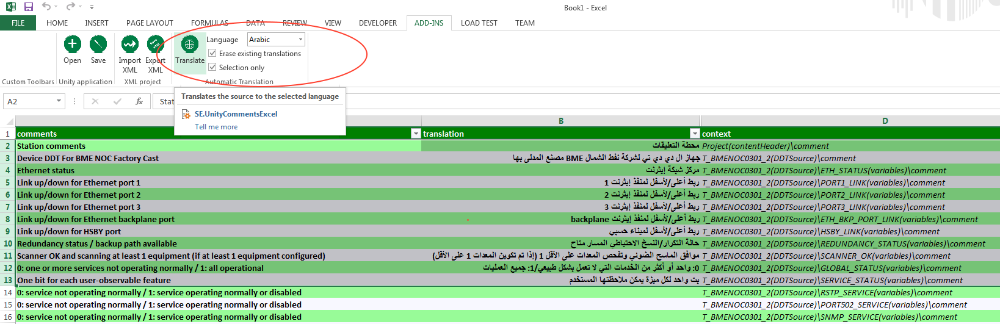 Book1 - Excel
FILE HOME INSERT PAGE LAYOUT FORMULAS DATA REVIEW VIEW DEVELOPER ADD-INS LOAD TEST TEAM
Language Arabic
Erase existing translations
Selection only
Open Save Import XML Export XML Translate
Custom Toolbars Unity application XML project Automatic Translation
A2 fx Stat
Translates the source to the selected language
SE.UnityCommentsExcel
Tell me more
B D
1 comments translation context
2 Station comments محطة التعليقات Project(contentHeader)\comment
3 Device DDT For BME NOC Factory Cast جهاز ال دي دي تي لشركة نفط الشمال BME مصنع المدلى بها T_BMENOC0301_2(DDTSource)\comment
4 Ethernet status مركز شبكة إيثرنت T_BMENOC0301_2(DDTSource)\ETH_STATUS(variables)\comment
5 Link up/down for Ethernet port 1 ربط أعلى/لأسفل لمنفذ إيثرنت 1 T_BMENOC0301_2(DDTSource)\PORT1_LINK(variables)\comment
6 Link up/down for Ethernet port 2 ربط أعلى/لأسفل لمنفذ إيثرنت 2 T_BMENOC0301_2(DDTSource)\PORT2_LINK(variables)\comment
7 Link up/down for Ethernet port 3 ربط أعلى/لأسفل لمنفذ إيثرنت 3 T_BMENOC0301_2(DDTSource)\PORT3_LINK(variables)\comment
8 Link up/down for Ethernet backplane port ربط أعلى/لأسفل لمنفذ إيثرنت backplane T_BMENOC0301_2(DDTSource)\ETH_BKP_PORT_LINK(variables)\comment
9 Link up/down for HSBY port ربط أعلى/لأسفل لميناء حسبي T_BMENOC0301_2(DDTSource)\HSBY_LINK(variables)\comment
10 Redundancy status / backup path available حالة التكرار/النسخ الاحتياطي المسار متاح T_BMENOC0301_2(DDTSource)\REDUNDANCY_STATUS(variables)\comment
11 Scanner OK and scanning at least 1 equipment (if at least 1 equipment configured) موافق الماسح الضوئي وتفحص المعدات على الأقل 1 (إذا تم تكوين المعدات 1 على الأقل) T_BMENOC0301_2(DDTSource)\SCANNER_OK(variables)\comment
12 0: one or more services not operating normally / 1: all operational 0: واحد أو أكثر من الخدمات التي لا تعمل بشكل طبيعي/1: جميع العمليات T_BMENOC0301_2(DDTSource)\GLOBAL_STATUS(variables)\comment
13 One bit for each user-observable feature بت واحد لكل ميزة يمكن ملاحظتها المستخدم T_BMENOC0301_2(DDTSource)\SERVICE_STATUS(variables)\comment
14 0: service not operating normally / 1: service operating normally or disabled T_BMENOC0301_2(DDTSource)\RSTP_SERVICE(variables)\comment
15 0: service not operating normally / 1: service operating normally or disabled T_BMENOC0301_2(DDTSource)\PORT502_SERVICE(variables)\comment
16 0: service not operating normally / 1: service operating normally or disabled T_BMENOC0301_2(DDTSource)\SNMP_SERVICE(variables)\comment